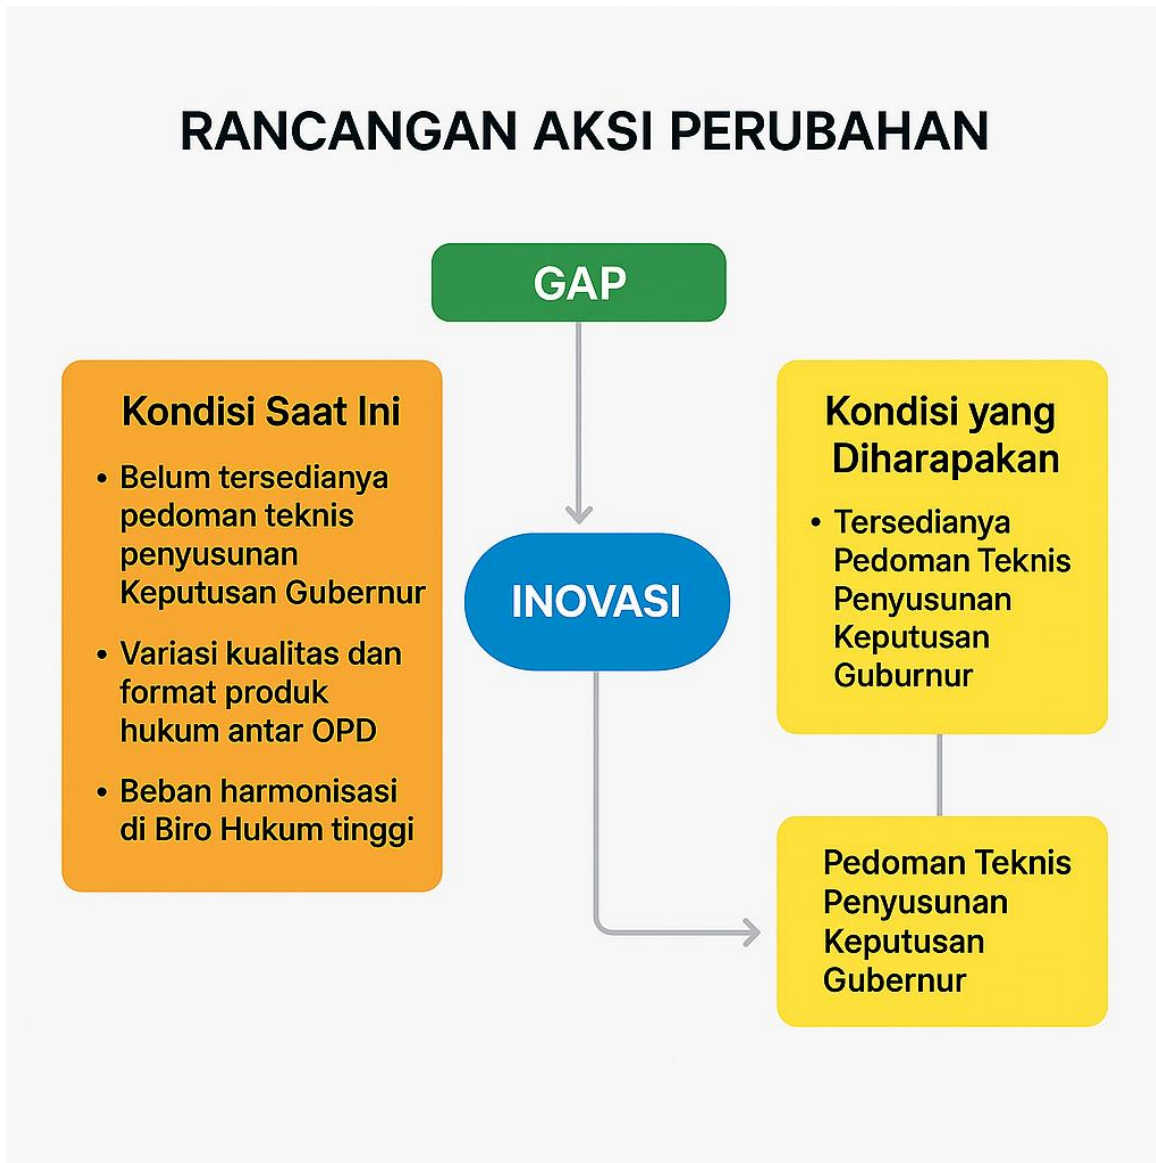 RANCANGAN AKSI PERUBAHAN
GAP
Kondisi Saat Ini
• Belum tersedianya
pedoman teknis
penyusunan
Keputusan Gubernur
• Variasi kualitas dan
format produk
hukum antar OPD
• Beban harmonisasi
di Biro Hukum tinggi
INOVASI
Kondisi yang
Diharapakan
• Tersedianya
Pedoman Teknis
Penyusunan
Keputusan
Guburnur
Pedoman Teknis
Penyusunan
Keputusan
Gubernur